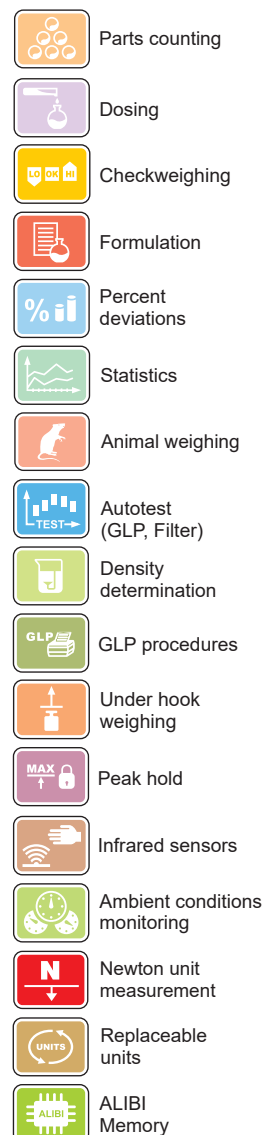 Parts counting
Dosing
LO OK HI
Checkweighing
Formulation
%
Percent
deviations
Statistics
Animal weighing
TEST
Autotest
(GLP, Filter)
Density
determination
GLP
GLP procedures
Under hook
weighing
MAX
Peak hold
Infrared sensors
Ambient conditions
monitoring
N
Newton unit
measurement
UNITS
Replaceable
units
ALIBI
ALIBI
Memory